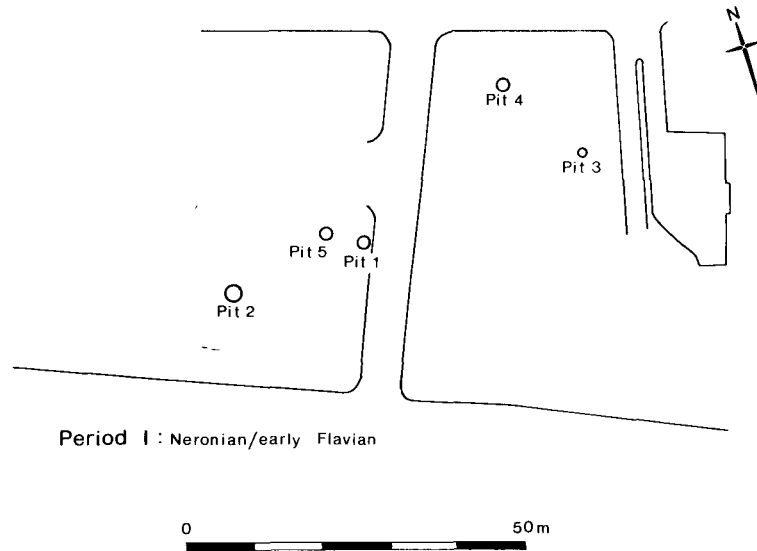 N
Pit 4
Pit 3
Pit 5
Pit 1
Pit 2
Period I : Neronian/early Flavian
0 50 m